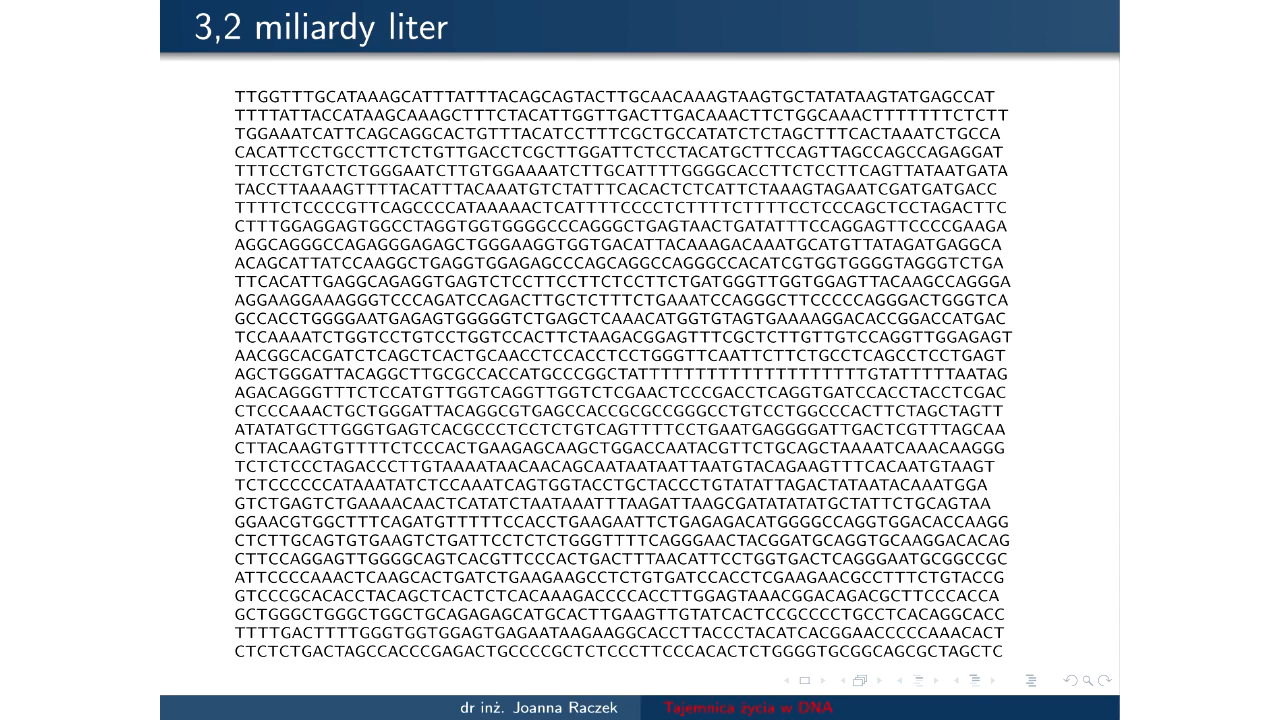 3,2 miliardy liter
TTGGTTTGCATAAAGCATTTATTTACAGCAGTACTTGCAACAAAGTAAGTGCTATATAAGTATGAGCCAT
TTTTATTACCATAAGCAAAGCTTTCTACATTGGTTGACTTGACAAACTTCTGGCAAACTTTTTTTCTCTT
TGGAAATCATTCAGCAGGCACTGTTTACATCCTTTCGCTGCCATATCTCTAGCTTTCACTAAATCTGCCA
CACATTCCTGCCTTCTCTGTTGACCTCGCTTGGATTCTCCTACATGCTTCCAGTTAGCCAGCCAGAGGAT
TTTCCTGTCTCTGGGAATCTTGTGGAAAATCTTGCATTTTGGGGCACCTTCTCCTTCAGTTATAATGATA
TACCTTAAAAGTTTTACATTTACAAATGTCTATTTCACACTCTCATTCTAAAGTAGAATCGATGATGACC
TTTTCTCCCCGTTCAGCCCCATAAAAACTCATTTTCCCCTCTTTTCTTTTCCTCCCAGCTCCTAGACTTC
CTTTGGAGGAGTGGCCTAGGTGGTGGGGCCCAGGGCTGAGTAACTGATATTTCCAGGAGTTCCCCGAAGA
AGGCAGGGCCAGAGGGAGAGCTGGGAAGGTGGTGACATTACAAAGACAAATGCATGTTATAGATGAGGCA
ACAGCATTATCCAAGGCTGAGGTGGAGAGCCCAGCAGGCCAGGGCCACATCGTGGTGGGGTAGGGTCTGA
TTCACATTGAGGCAGAGGTGAGTCTCCTTCCTTCTCCTTCTGATGGGTTGGTGGAGTTACAAGCCAGGGA
AGGAAGGAAAGGGTCCCAGATCCAGACTTGCTCTTTCTGAAATCCAGGGCTTCCCCCAGGGACTGGGTCA
GCCACCTGGGGAATGAGAGTGGGGGTCTGAGCTCAAACATGGTGTAGTGAAAAGGACACCGGACCATGAC
TCCAAAATCTGGTCCTGTCCTGGTCCACTTCTAAGACGGAGTTTCGCTCTTGTTGTCCAGGTTGGAGAGT
AACGGCACGATCTCAGCTCACTGCAACCTCCACCTCCTGGGTTCAATTCTTCTGCCTCAGCCTCCTGAGT
AGCTGGGATTACAGGCTTGCGCCACCATGCCCGGCTATTTTTTTTTTTTTTTTTTTTTGTATTTTTAATAG
AGACAGGGTTTCTCCATGTTGGTCAGGTTGGTCTCGAACTCCCGACCTCAGGTGATCCACCTACCTCGAC
CTCCCAAACTGCTGGGATTACAGGCGTGAGCCACCGCGCCGGGCCTGTCCTGGCCCACTTCTAGCTAGTT
ATATATGCTTGGGTGAGTCACGCCCTCCTCTGTCAGTTTTCCTGAATGAGGGGATTGACTCGTTTAGCAA
CTTACAAGTGTTTTCTCCCACTGAAGAGCAAGCTGGACCAATACGTTCTGCAGCTAAAATCAAACAAGGG
TCTCTCCCTAGACCCTTGTAAAATAACAACAGCAATAATAATTAATGTACAGAAGTTTCACAATGTAAGT
TCTCCCCCCATAAATATCTCCAAATCAGTGGTACCTGCTACCCTGTATATTAGACTATAATACAAATGGA
GTCTGAGTCTGAAAACAACTCATATCTAATAAATTTAAGATTAAGCGATATATATGCTATTCTGCAGTAA
GGAACGTGGCTTTCAGATGTTTTTCCACCTGAAGAATTCTGAGAGACATGGGGCCAGGTGGACACCAAGG
CTCTTGCAGTGTGAAGTCTGATTCCTCTCTGGGTTTTCAGGGAACTACGGATGCAGGTGCAAGGACACAG
CTTCCAGGAGTTGGGGCAGTCACGTTCCCACTGACTTTAACATTCCTGGTGACTCAGGGAATGCGGCCGC
ATTCCCCAAACTCAAGCACTGATCTGAAGAAGCCTCTGTGATCCACCTCGAAGAACGCCTTTCTGTACCG
GTCCCGCACACCTACAGCTCACTCTCACAAAGACCCCACCTTGGAGTAAACGGACAGACGCTTCCCACCA
GCTGGGCTGGGCTGGCTGCAGAGAGCATGCACTTGAAGTTGTATCACTCCGCCCCTGCCTCACAGGCACC
TTTTGACTTTTGGGTGGTGGAGTGAGAATAAGAAGGCACCTTACCCTACATCACGGAACCCCCAAACACT
CTCTCTGACTAGCCACCCGAGACTGCCCCGCTCTCCCTTCCCACACTCTGGGGTGCGGCAGCGCTAGCTC
dr inż. Joanna Raczek Tajemnica życia w DNA